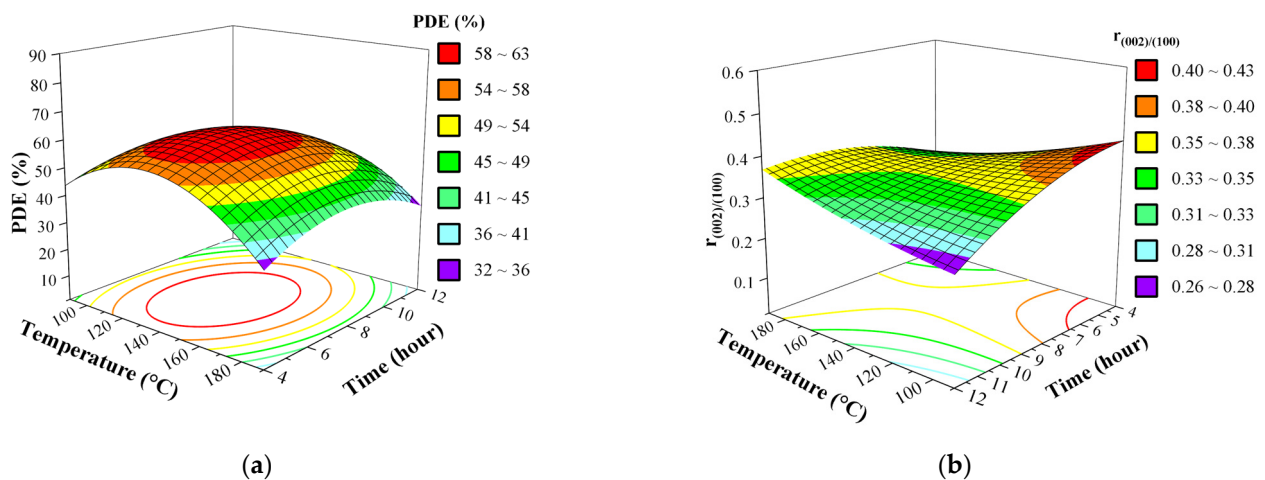 PDE (%)
58 ~ 63
54 ~ 58
49 ~ 54
45 ~ 49
41 ~ 45
36 ~ 41
32 ~ 36
90
80
70
60
50
40
30
20
10
PDE (%)
100
120
140
160
180
Temperature (°C)
4
6
8
10
12
Time (hour)
(a)
r(002)/(100)
0.40 ~ 0.43
0.38 ~ 0.40
0.35 ~ 0.38
0.33 ~ 0.35
0.31 ~ 0.33
0.28 ~ 0.31
0.26 ~ 0.28
0.6
0.5
0.4
0.3
0.2
0.1
r(002)/(100)
180
160
140
120
100
Temperature (°C)
12
11
10
9
8
7
6
5
4
Time (hour)
(b)